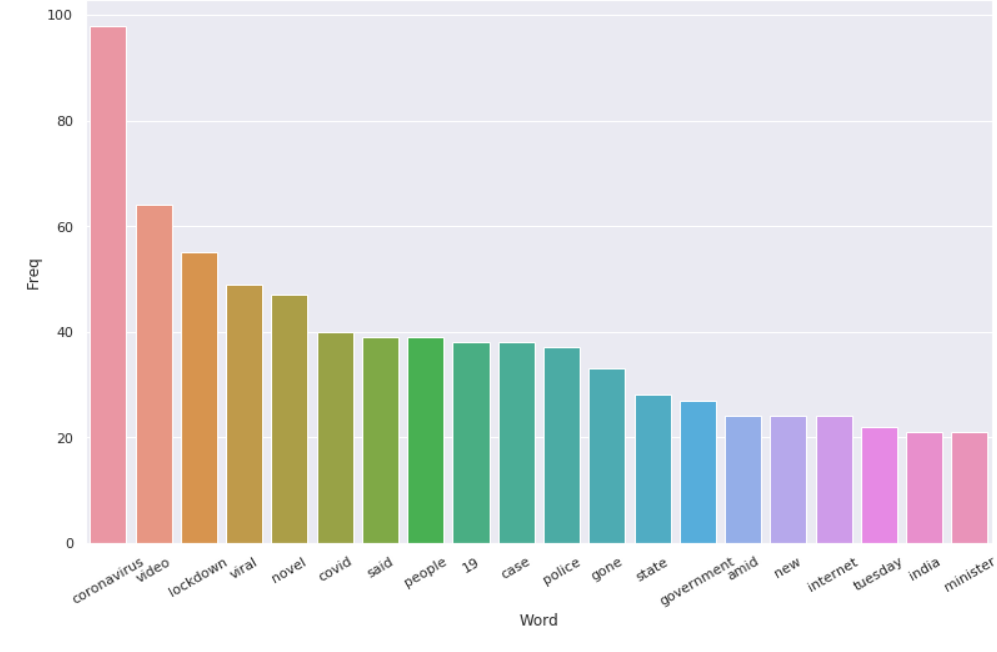 100
80
60
40
20
0
Freq
coronavirus video lockdown viral novel covid said people 19 case police gone state government amid new internet tuesday india minister
Word